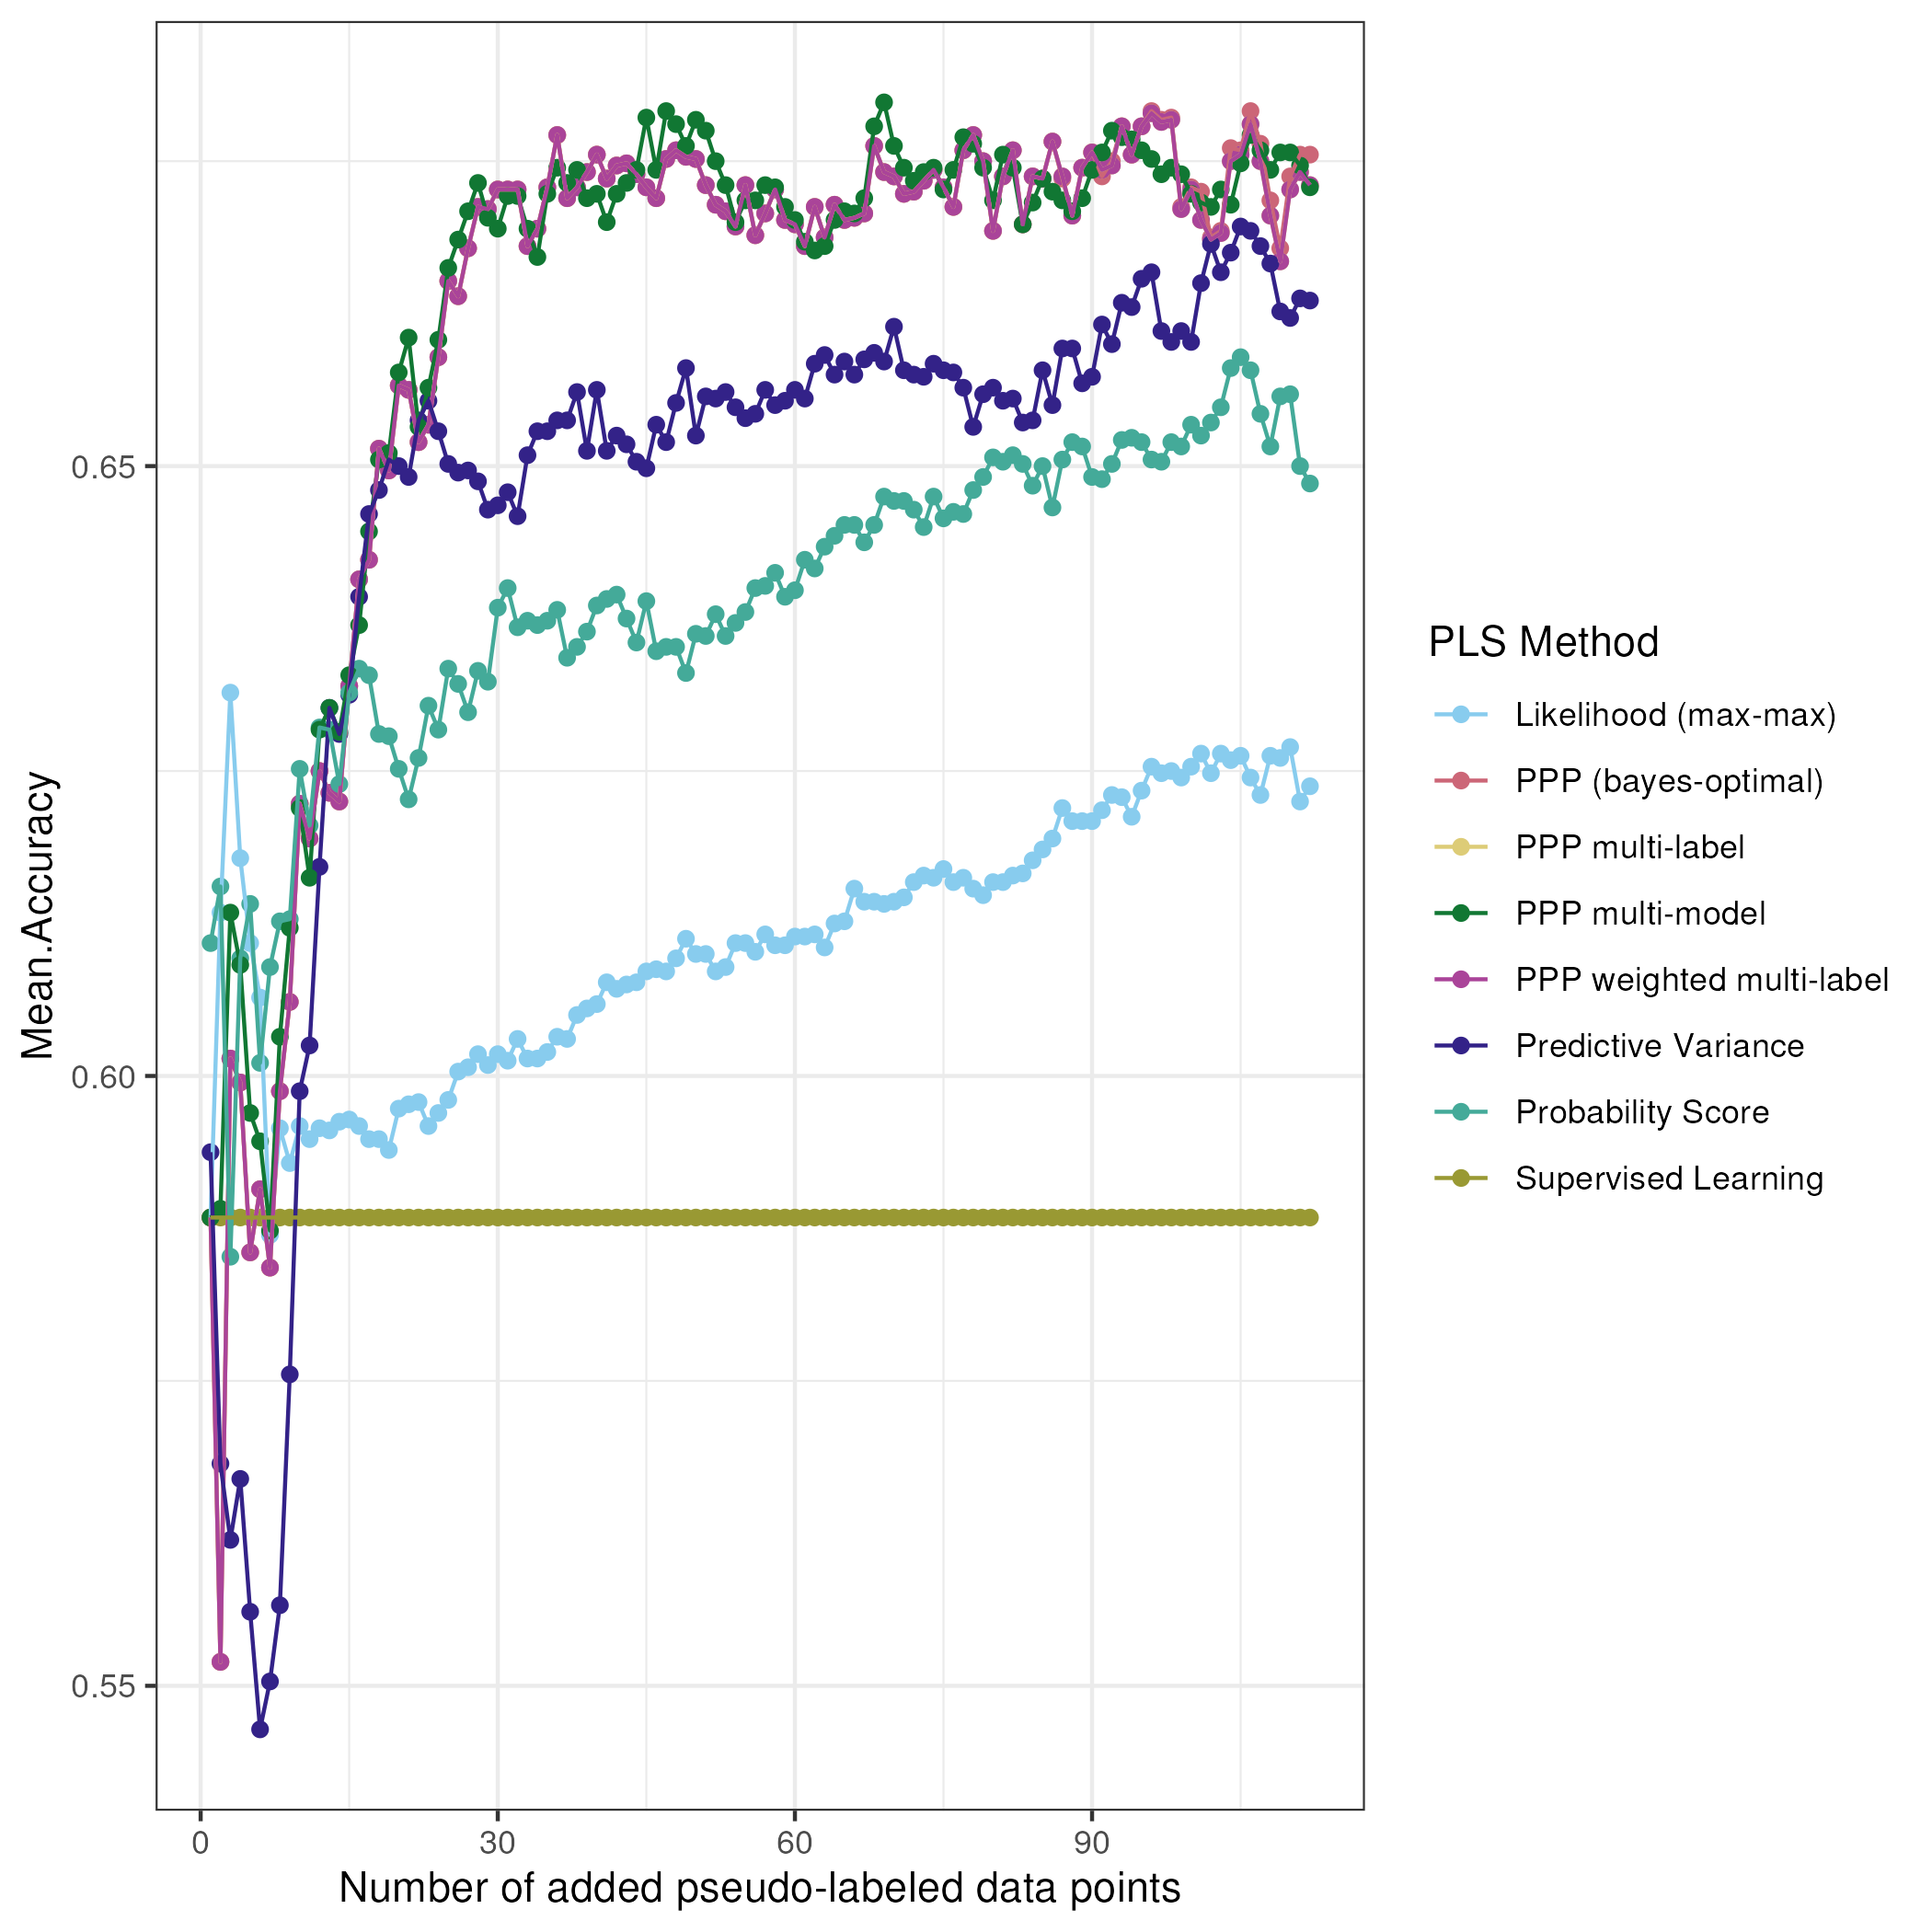 Mean.Accuracy
0.65
0.60
0.55
0 30 60 90
Number of added pseudo-labeled data points
PLS Method
Likelihood (max-max)
PPP (bayes-optimal)
PPP multi-label
PPP multi-model
PPP weighted multi-label
Predictive Variance
Probability Score
Supervised Learning